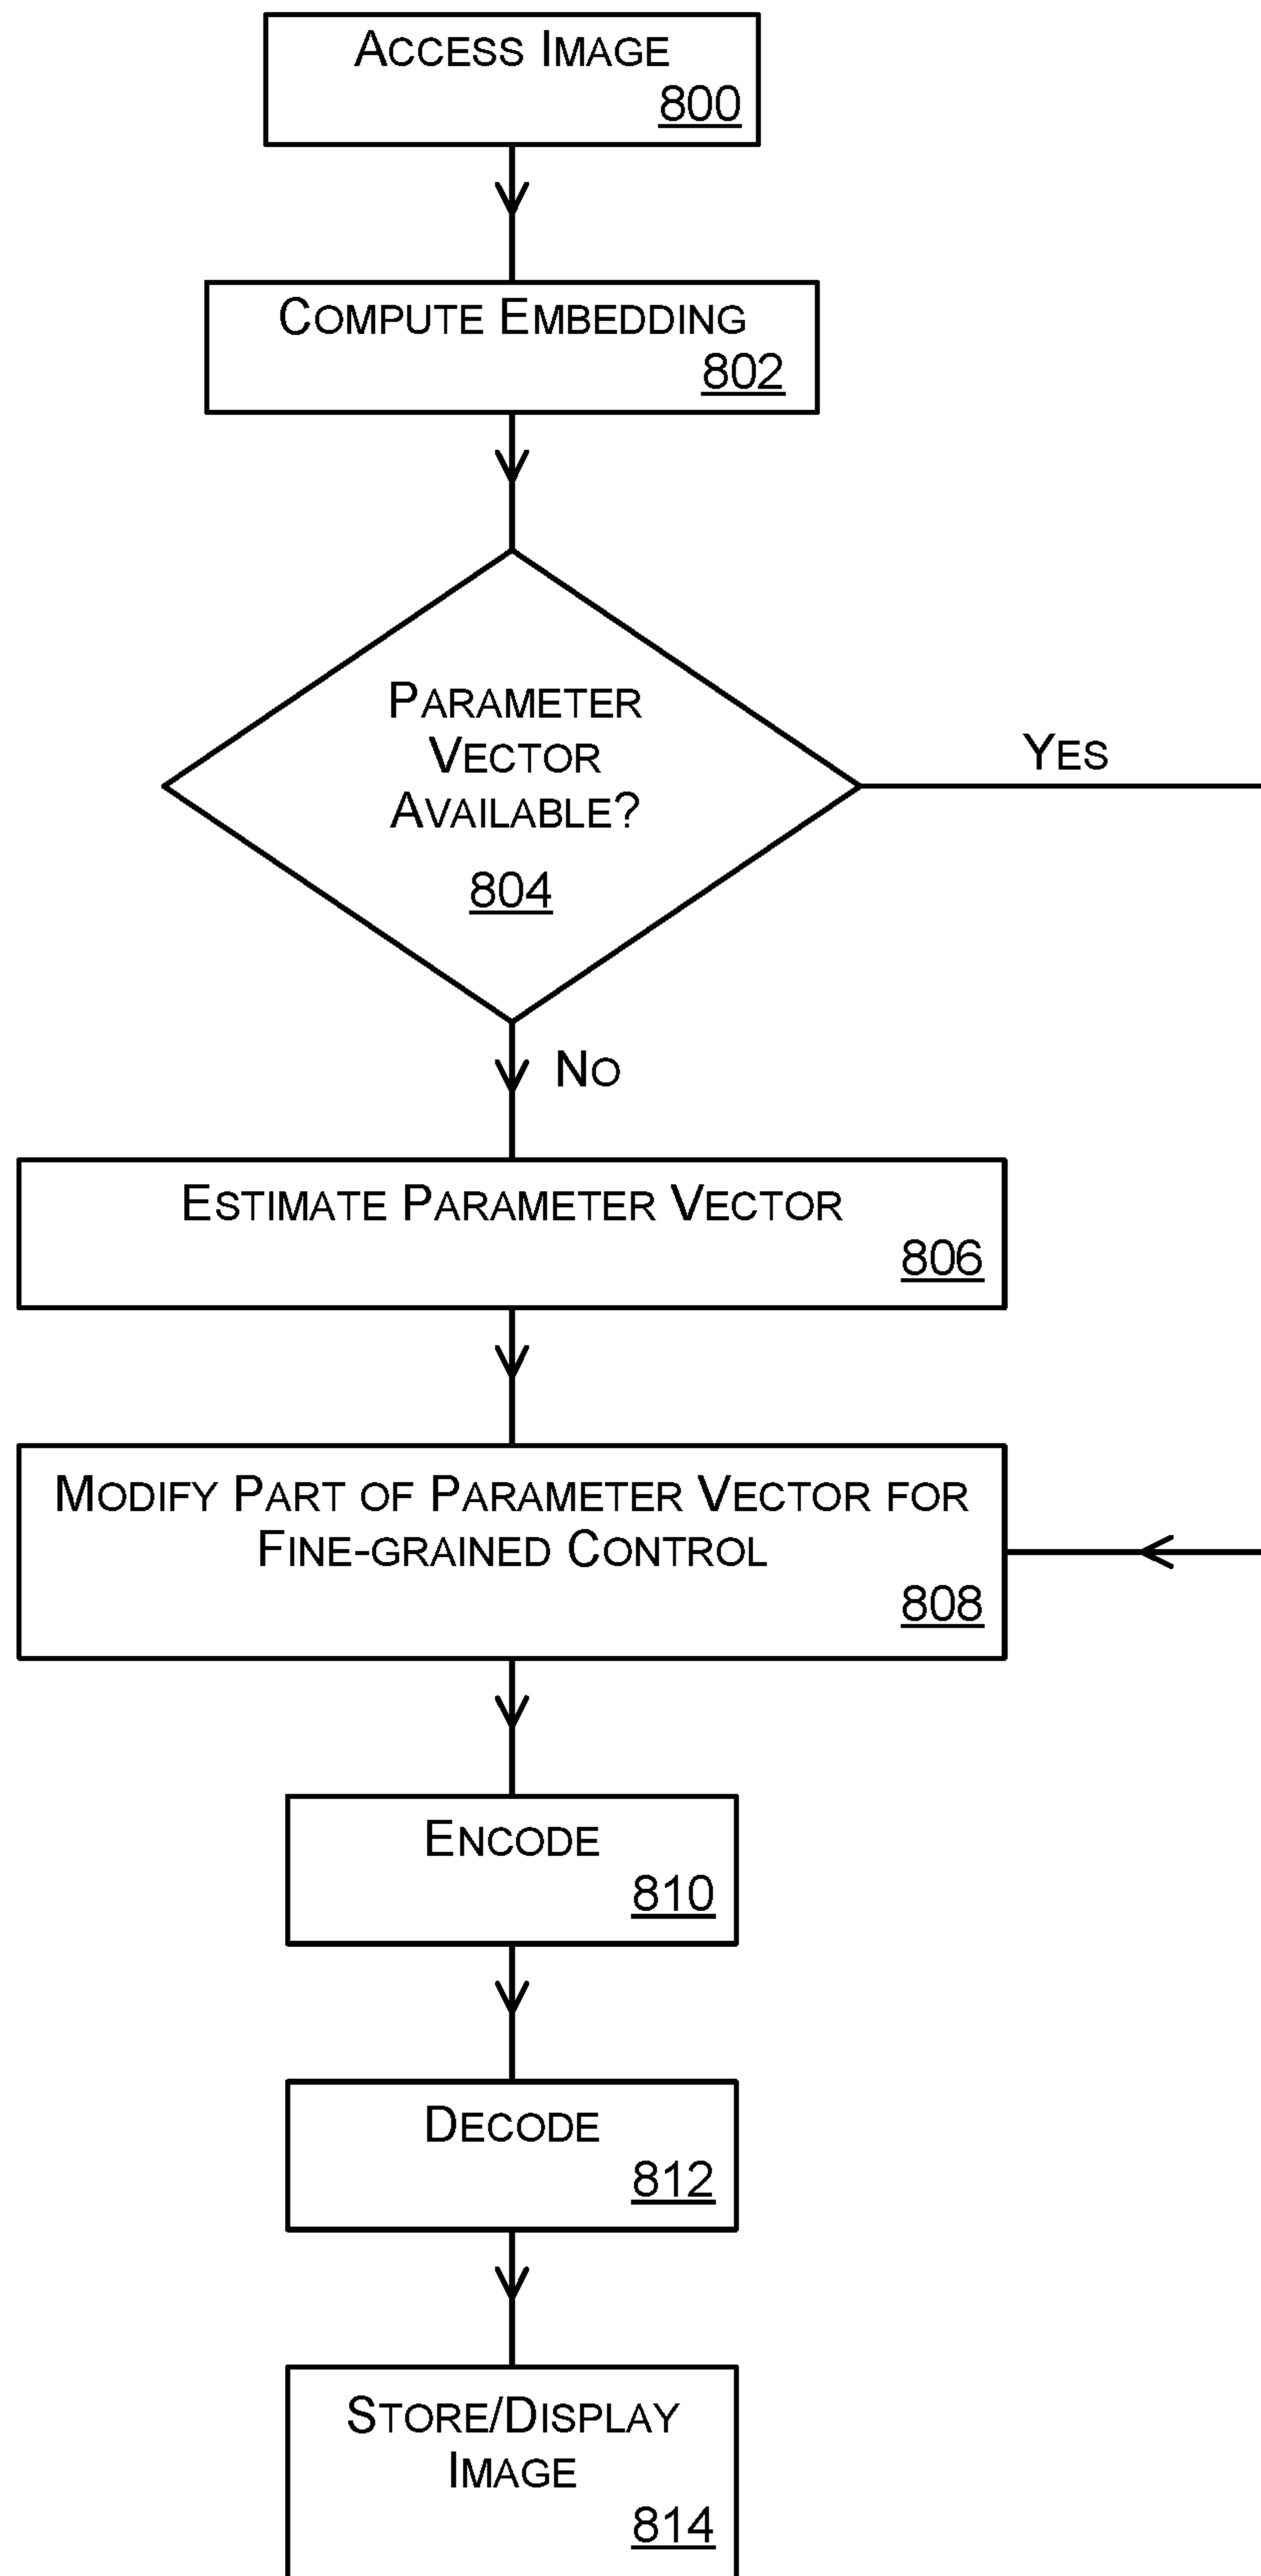 ACCESS IMAGE
800
COMPUTE EMBEDDING
802
PARAMETER
VECTOR
AVAILABLE?
804
YES
NO
ESTIMATE PARAMETER VECTOR
806
MODIFY PART OF PARAMETER VECTOR FOR
FINE-GRAINED CONTROL
808
ENCODE
810
DECODE
812
STORE/DISPLAY
IMAGE
814